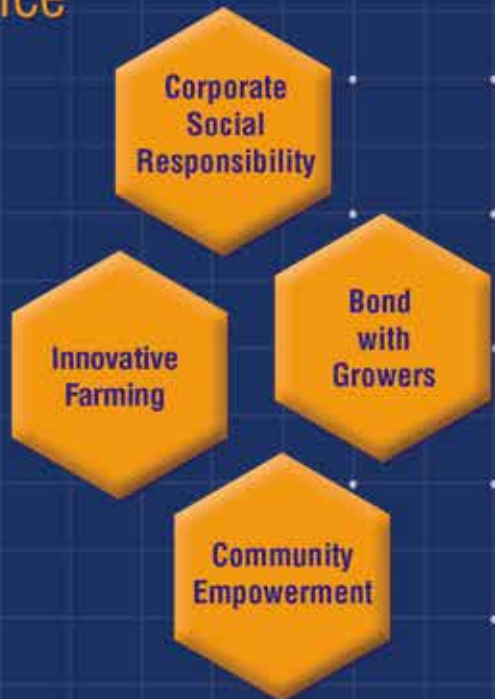 Corporate
Social
Responsibility
Bond
with
Growers
Innovative
Farming
Community
Empowerment